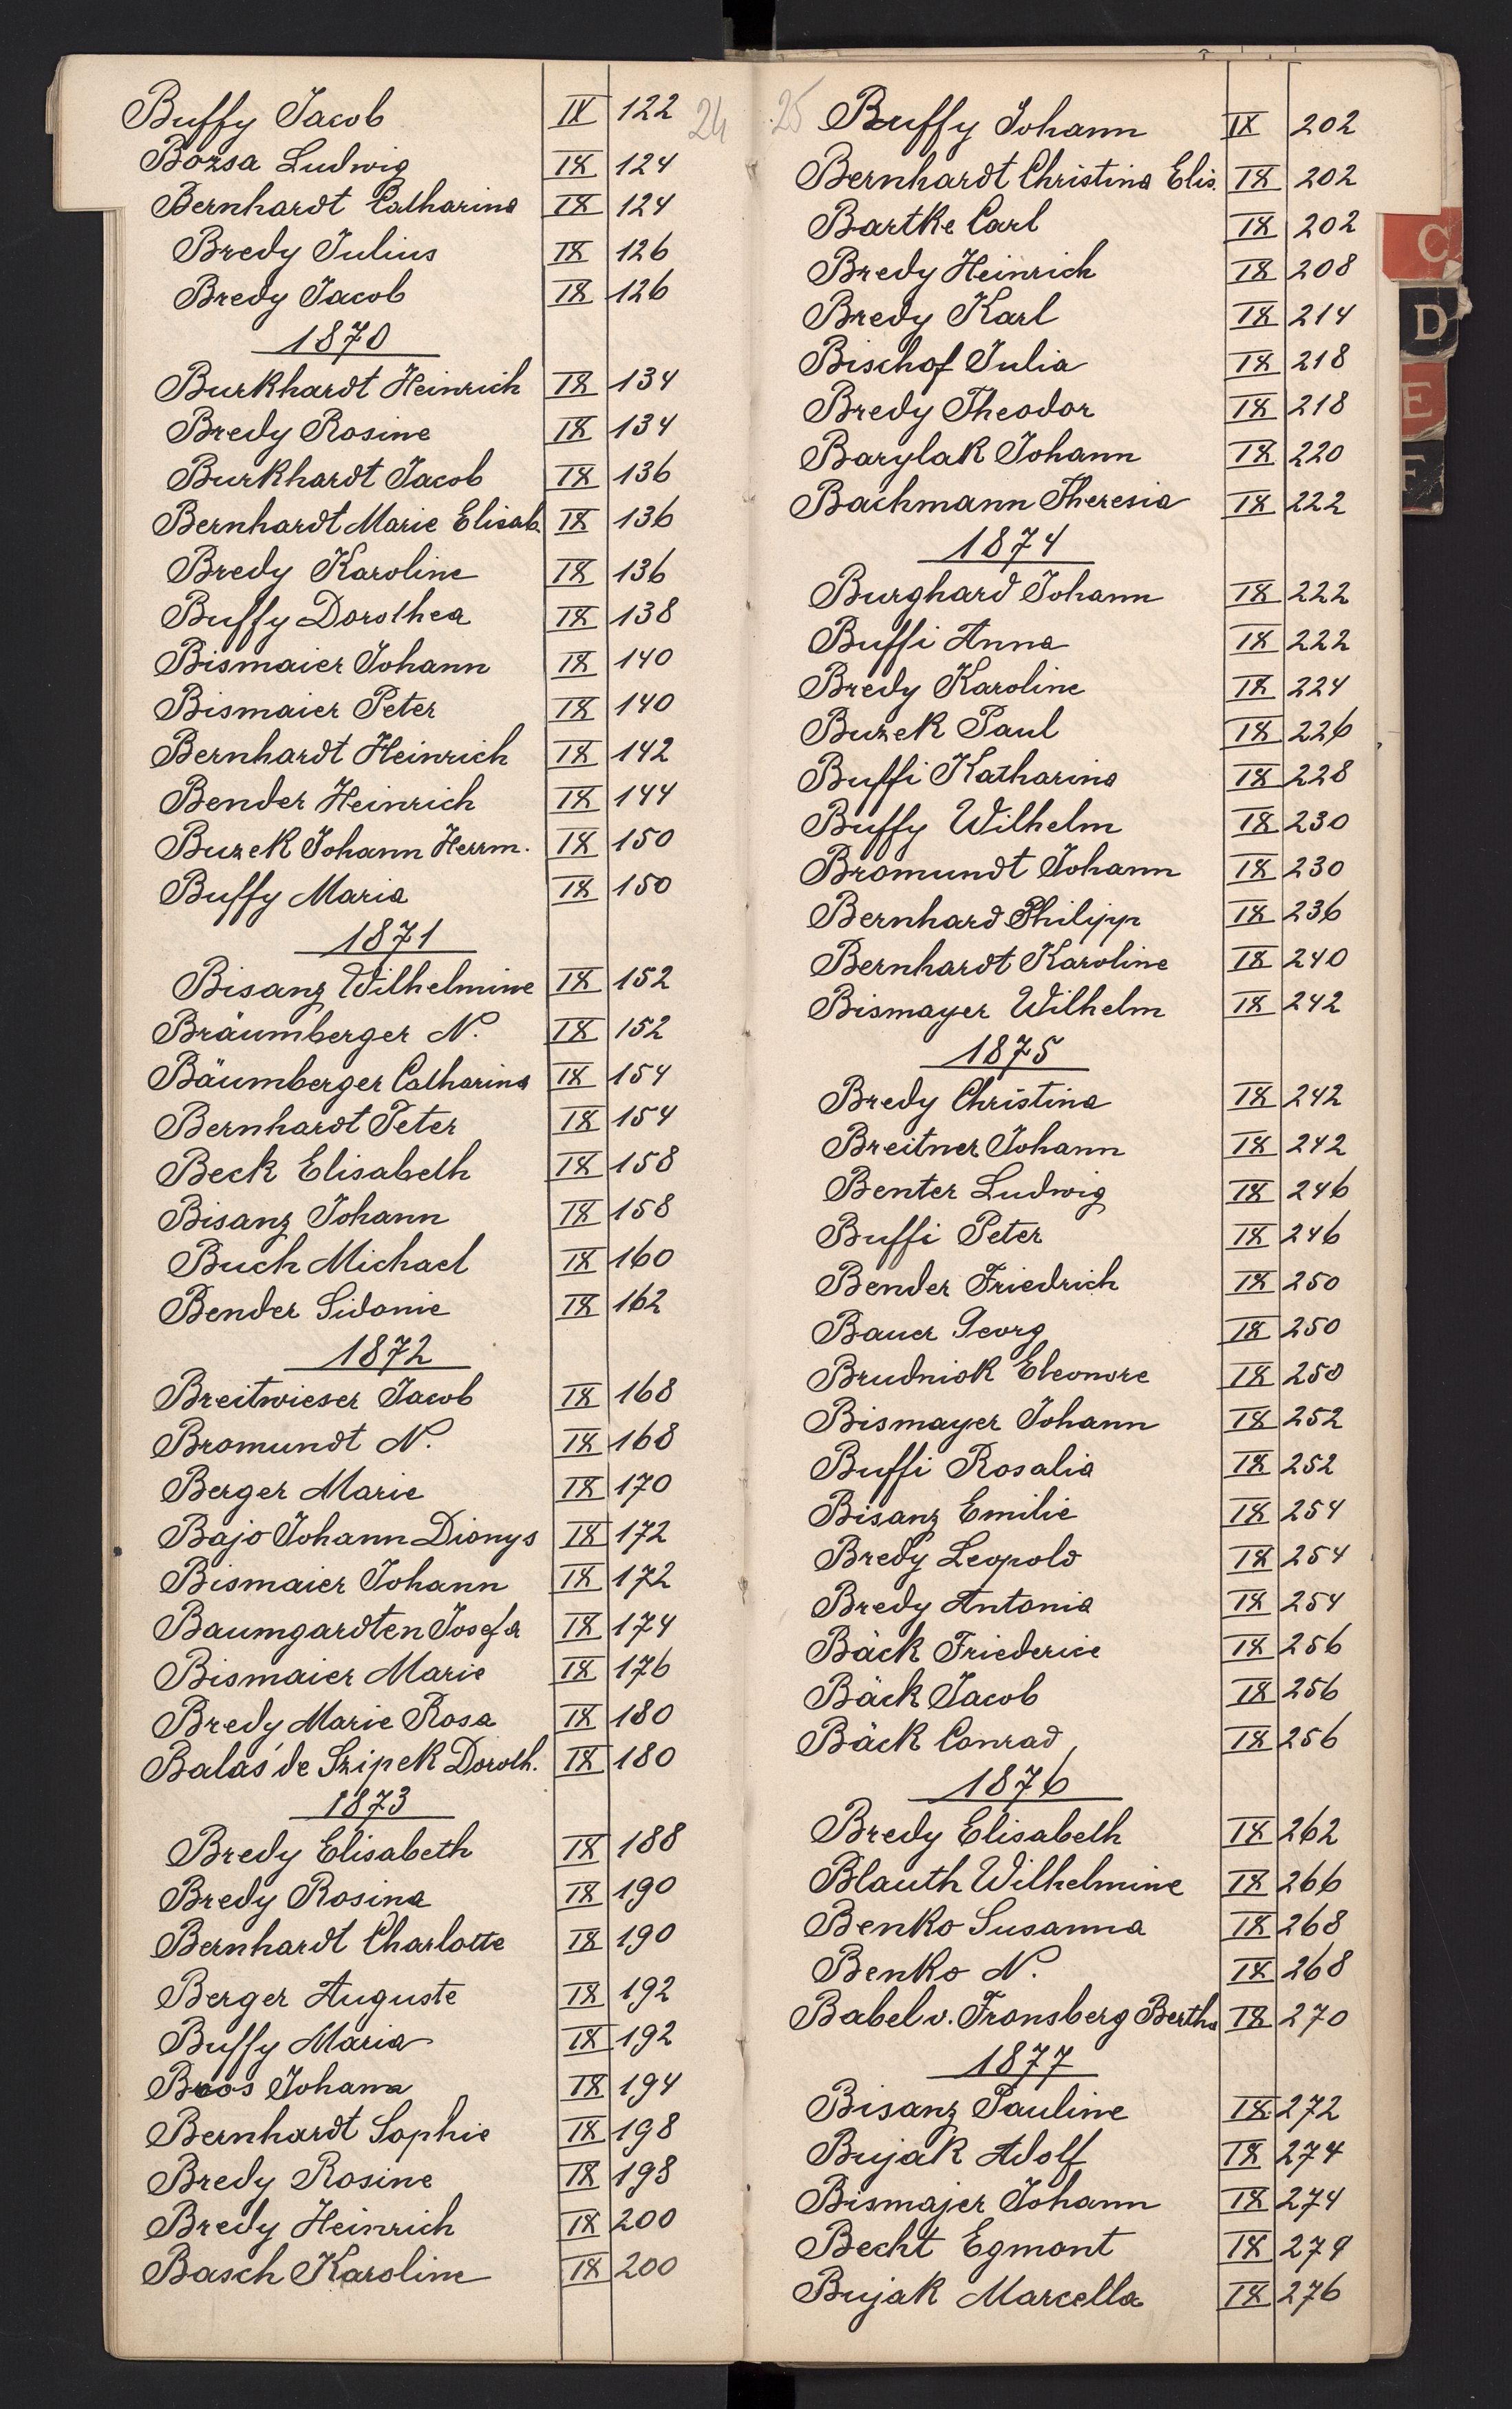 24
Buffy Jacob IX 122
Bozsa Ludwig IX 124
Bernhardt Catharina IX 124
Bredy Julius IX 126
Bredy Jacob IX 126
1870
Burkhardt Heinrich IX 134
Bredy Rosine IX 134
Burkhardt Jacob IX 136
Bernhardt Marie Elisab. IX 136
Bredy Karoline IX 136
Buffy Dorothea IX 138
Bismaier Johann IX 140
Bismaier Peter IX 140
Bernhardt Heinrich IX 142
Bender Heinrich IX 144
Buzek Johann Herrm. IX 150
Buffy Maria IX 150
1871
Bisanz Wilhelmine IX 152
Bräumberger N. IX 152
Bäumberger Catharina IX 154
Bernhardt Peter IX 154
Beck Elisabeth IX 158
Bisanz Johann IX 158
Buch Michael IX 160
Bender Sidonie IX 162
1872
Breitwieser Jacob IX 168
Bromundt N. IX 168
Berger Marie IX 170
Bajo Johann Dionys IX 172
Bismaier Johann IX 172
Baumgardten Josefa IX 174
Bismaier Marie IX 176
Bredy Marie Rosa IX 180
Balás de Szipek Doroth. IX 180
1873
Bredy Elisabeth IX 188
Bredy Rosina IX 190
Bernhardt Charlotte IX 190
Berger Auguste IX 192
Buffy Maria IX 192
Johana IX 194
Bernhardt Sophie IX 198
Bredy Rosine IX 198
Bredy Heinrich IX 200
Basch Karoline IX 200
25
Buffy Johann IX 202
Bernhardt Christina Elis. IX 202
Bartke Carl IX 202
Bredy Heinrich IX 208
Bredy Karl IX 214
Bischof Julia IX 218
Bredy Theodor IX 218
Barylak Johann IX 220
Bachmann Theresia IX 222
1874
Burghard Johann IX 222
Buffi Anna IX 222
Bredy Karoline IX 224
Buzek Paul IX 226
Buffi Katharina IX 228
Buffy Wilhelm IX 230
Bromundt Johann IX 230
Bernhard Philipp IX 236
Bernhardt Karoline IX 240
Bismayer Wilhelm IX 242
1875
Bredy Christina IX 242
Breitner Johann IX 242
Benter Ludwig IX 246
Buffi Peter IX 246
Bender Friedrich IX 250
Bauer Georg IX 250
Brudniok Eleonore IX 250
Bismayer Johann IX 252
Buffi Rosalia IX 252
Bisanz Emilie IX 254
Bredy Leopold IX 254
Bredy Antonia IX 254
Bäck Friederice IX 256
Bäck Jacob IX 256
Bäck Conrad IX 256
1876
Bredy Elisabeth IX 262
Blauth Wilhelmine IX 266
Benko Susanna IX 268
Benko N. IX 268
Babel v. Fronsberg Bertha IX 270
1877
Bisanz Pauline IX 272
Bujak Adolf IX 274
Bismajer Johann IX 274
Becht Egmont IX 274
Bujak Marcella IX 276
C
D
E
F